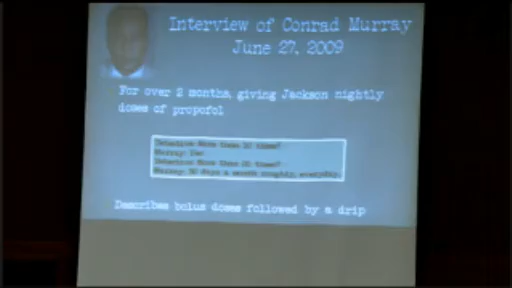 Interview of Conrad Murray
June 27, 2009
For over 2 months, giving Jackson nightly
doses of propofol
Detective: More than 10 times?
Murray: Yes
Detective: More than 20 times?
Murray: 30 days a month roughly, everyday.
Describes bolus doses followed by a drip